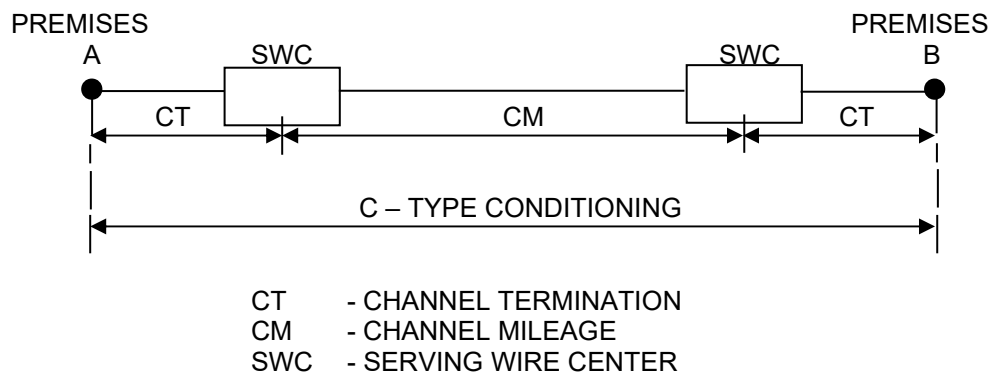 PREMISES PREMISES
A SWC SWC B
CT CM CT
C – TYPE CONDITIONING
CT - CHANNEL TERMINATION
CM - CHANNEL MILEAGE
SWC - SERVING WIRE CENTER